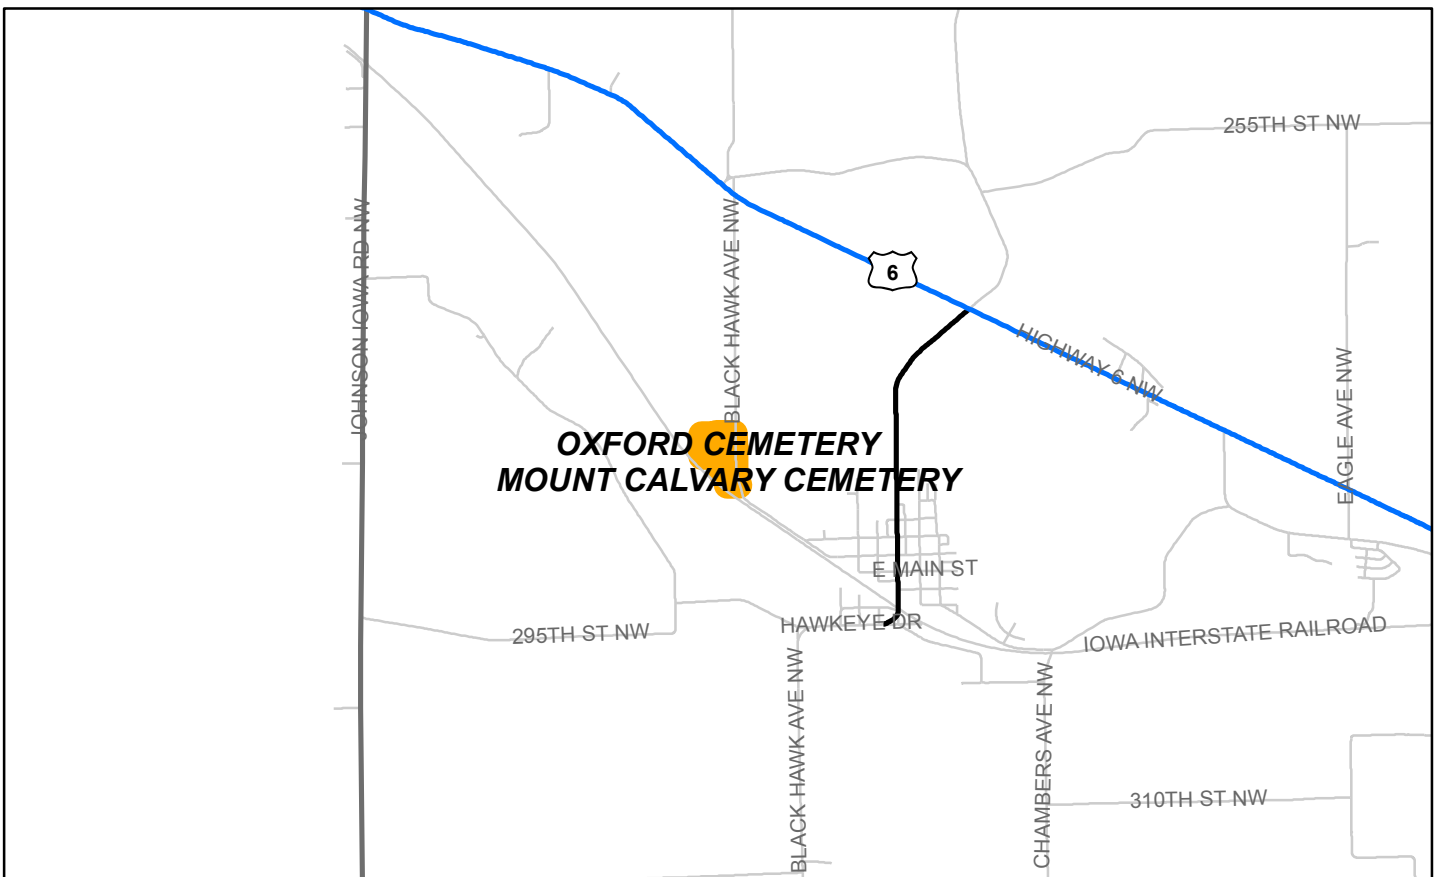 255TH ST NW
JOHNSON IOWA RD NW
BLACK HAWK AVE NW
6
HIGHWAY 6 NW
EAGLE AVE NW
OXFORD CEMETERY
MOUNT CALVARY CEMETERY
E MAIN ST
HAWKEYE DR
295TH ST NW
IOWA INTERSTATE RAILROAD
BLACK HAWK AVE NW
CHAMBERS AVE NW
310TH ST NW